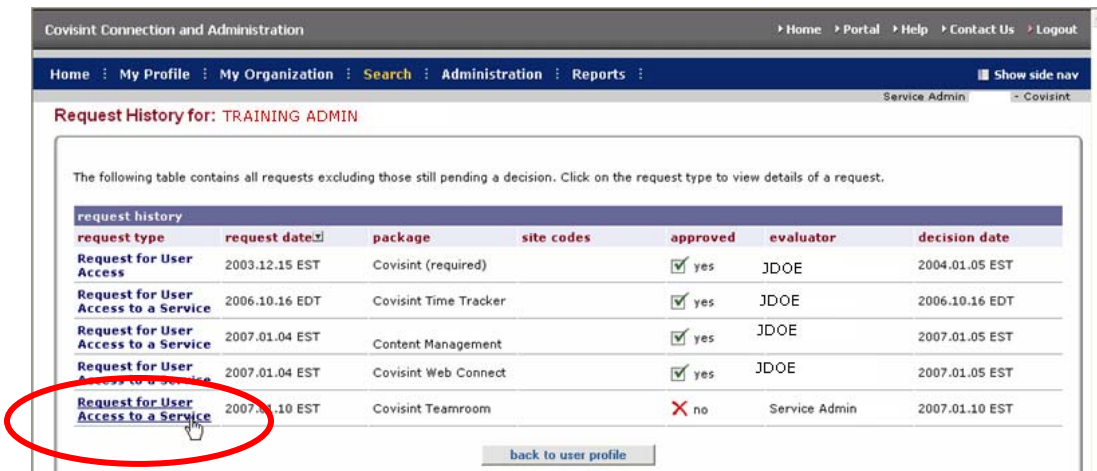 Covisint Connection and Administration Home Portal Help Contact Us Logout
Home My Profile My Organization Search Administration Reports Show side nav
Service Admin - Covisint
Request History for: TRAINING ADMIN
The following table contains all requests excluding those still pending a decision. Click on the request type to view details of a request.
request history
request type request date package site codes approved evaluator decision date
Request for User Access 2003.12.15 EST Covisint (required) yes JDOE 2004.01.05 EST
Request for User Access to a Service 2006.10.16 EDT Covisint Time Tracker yes JDOE 2006.10.16 EDT
Request for User Access to a Service 2007.01.04 EST Content Management yes JDOE 2007.01.05 EST
Request for User Access to a Service 2007.01.04 EST Covisint Web Connect yes JDOE 2007.01.05 EST
Request for User Access to a Service 2007.01.10 EST Covisint Teamroom no Service Admin 2007.01.10 EST
back to user profile